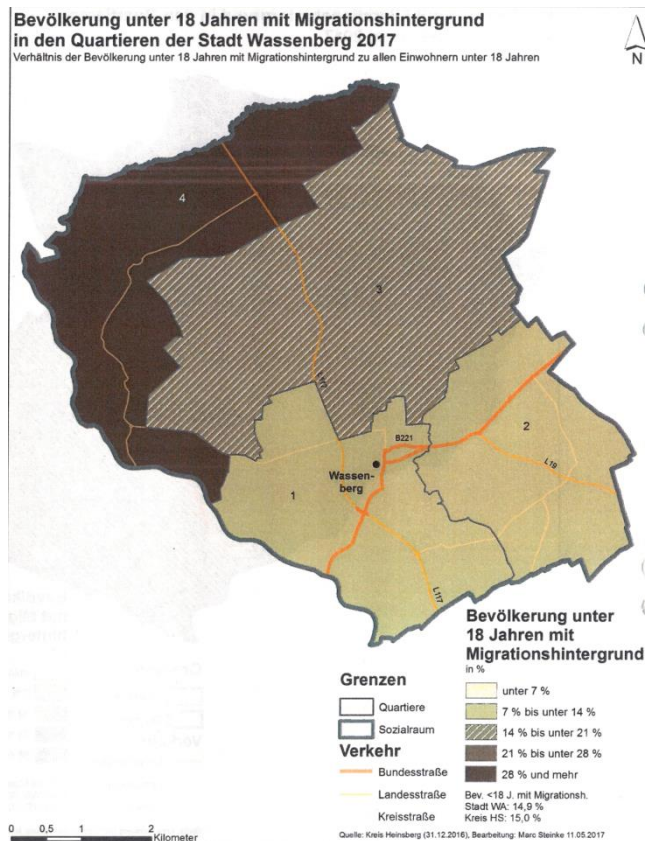 Bevölkerung unter 18 Jahren mit Migrationshintergrund
in den Quartieren der Stadt Wassenberg 2017
Verhältnis der Bevölkerung unter 18 Jahren mit Migrationshintergrund zu allen Einwohnern unter 18 Jahren
N
4
3
L117
B221
2
L19
Wassen-
berg
1
L117
Bevölkerung unter
18 Jahren mit
Migrationshintergrund
in %
unter 7 %
7 % bis unter 14 %
14 % bis unter 21 %
21 % bis unter 28 %
28 % und mehr
Bev. <18 J. mit Migrationsh.
Stadt WA: 14,9 %
Kreis HS: 15,0 %
Grenzen
Quartiere
Sozialraum
Verkehr
Bundesstraße
Landesstraße
Kreisstraße
0 0,5 1 2
Kilometer
Quelle: Kreis Heinsberg (31.12.2016), Bearbeitung: Marc Steinke 11.05.2017